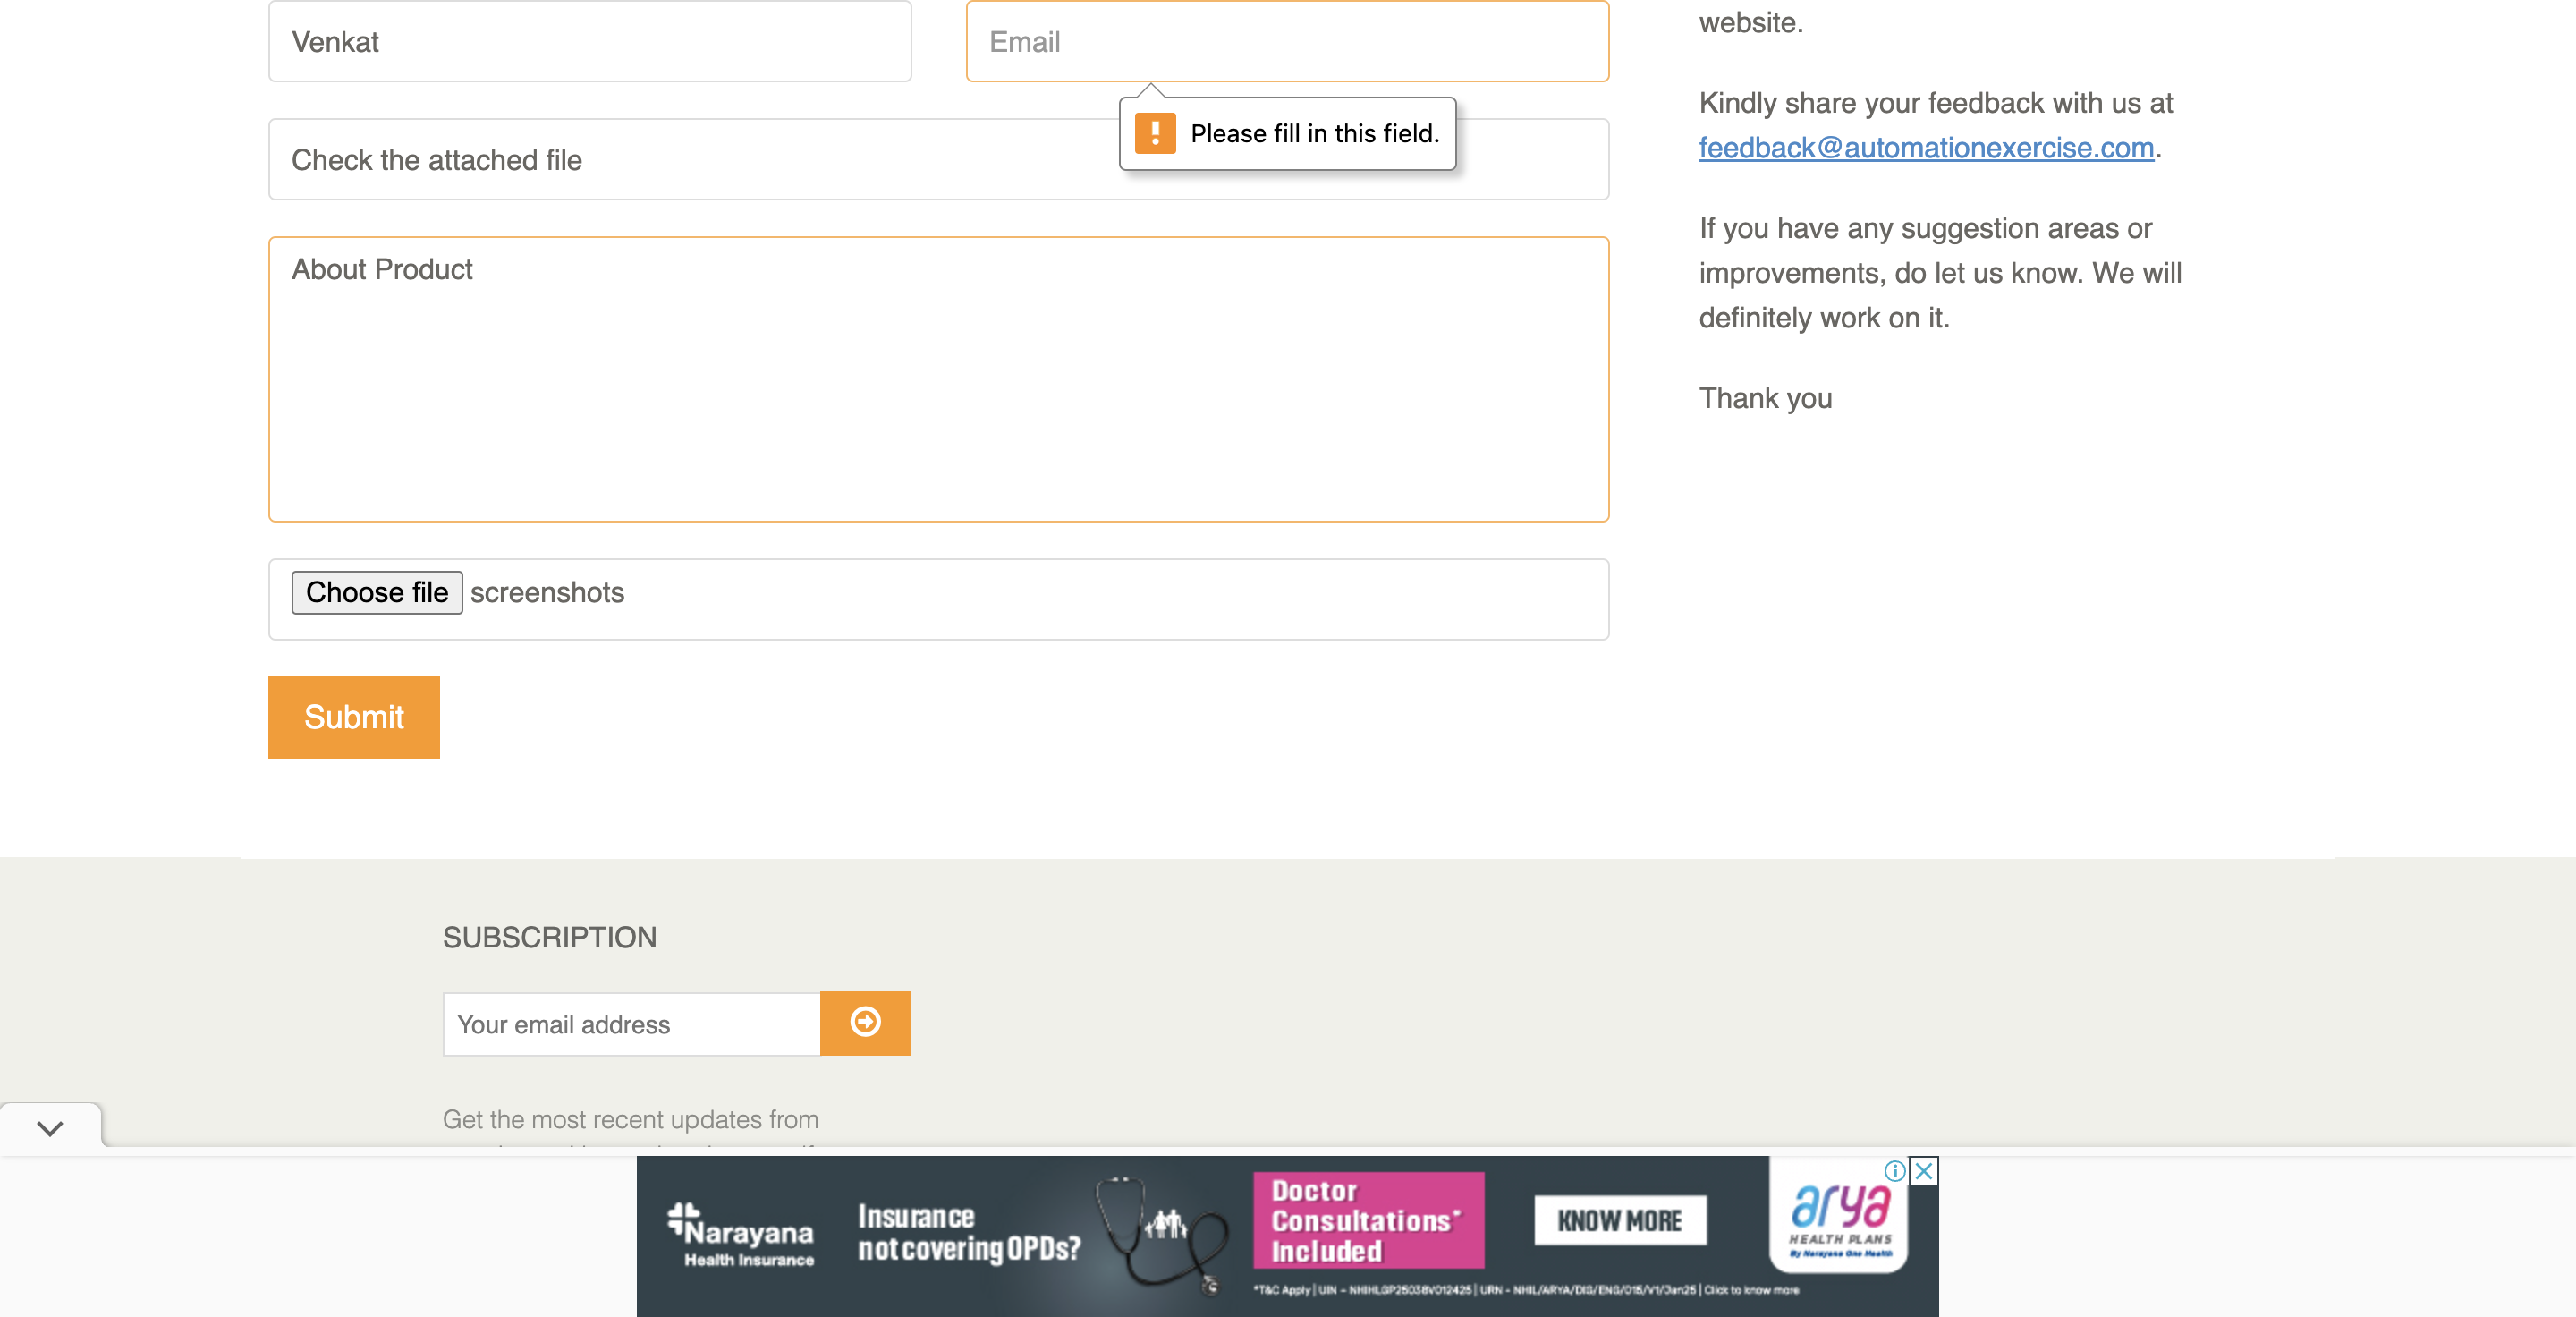 Venkat
Email
Please fill in this field.
Check the attached file
About Product
Choose file screenshots
Submit
website.
Kindly share your feedback with us at
feedback@automationexercise.com.
If you have any suggestion areas or
improvements, do let us know. We will
definitely work on it.
Thank you
SUBSCRIPTION
Your email address
Get the most recent updates from
Narayana
Health Insurance
Insurance
not covering OPDs?
Doctor
Consultations*
Included
KNOW MORE
arya
HEALTH PLANS
By Narayana One Health
*T&C Apply | UIN – NHIHLGP25038V012425 | URN - NHIL/ARYA/DIG/ENG/015/V1/Jan25 | Click to know more